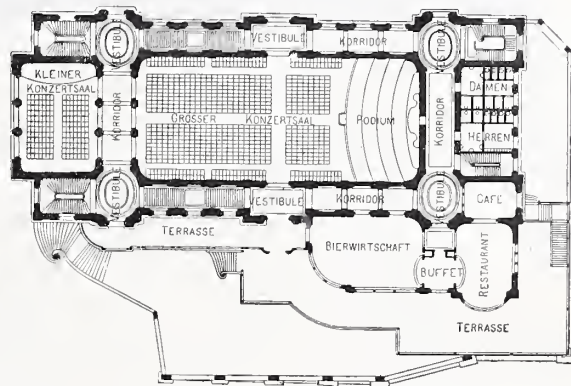 VESTIBULE
VESTIBULE
KORRIDOR
VESTIBULE
KLEINER
KONZERTSAAL
KORRIDOR
GROSSER KONZERTSAAL
PODIUM
KORRIDOR
DAMEN
HERREN
VESTIBULE
VESTIBULE
KORRIDOR
VESTIBULE
CAFÉ
TERRASSE
BIERWIRTSCHAFT
BUFFET
RESTAURANT
TERRASSE